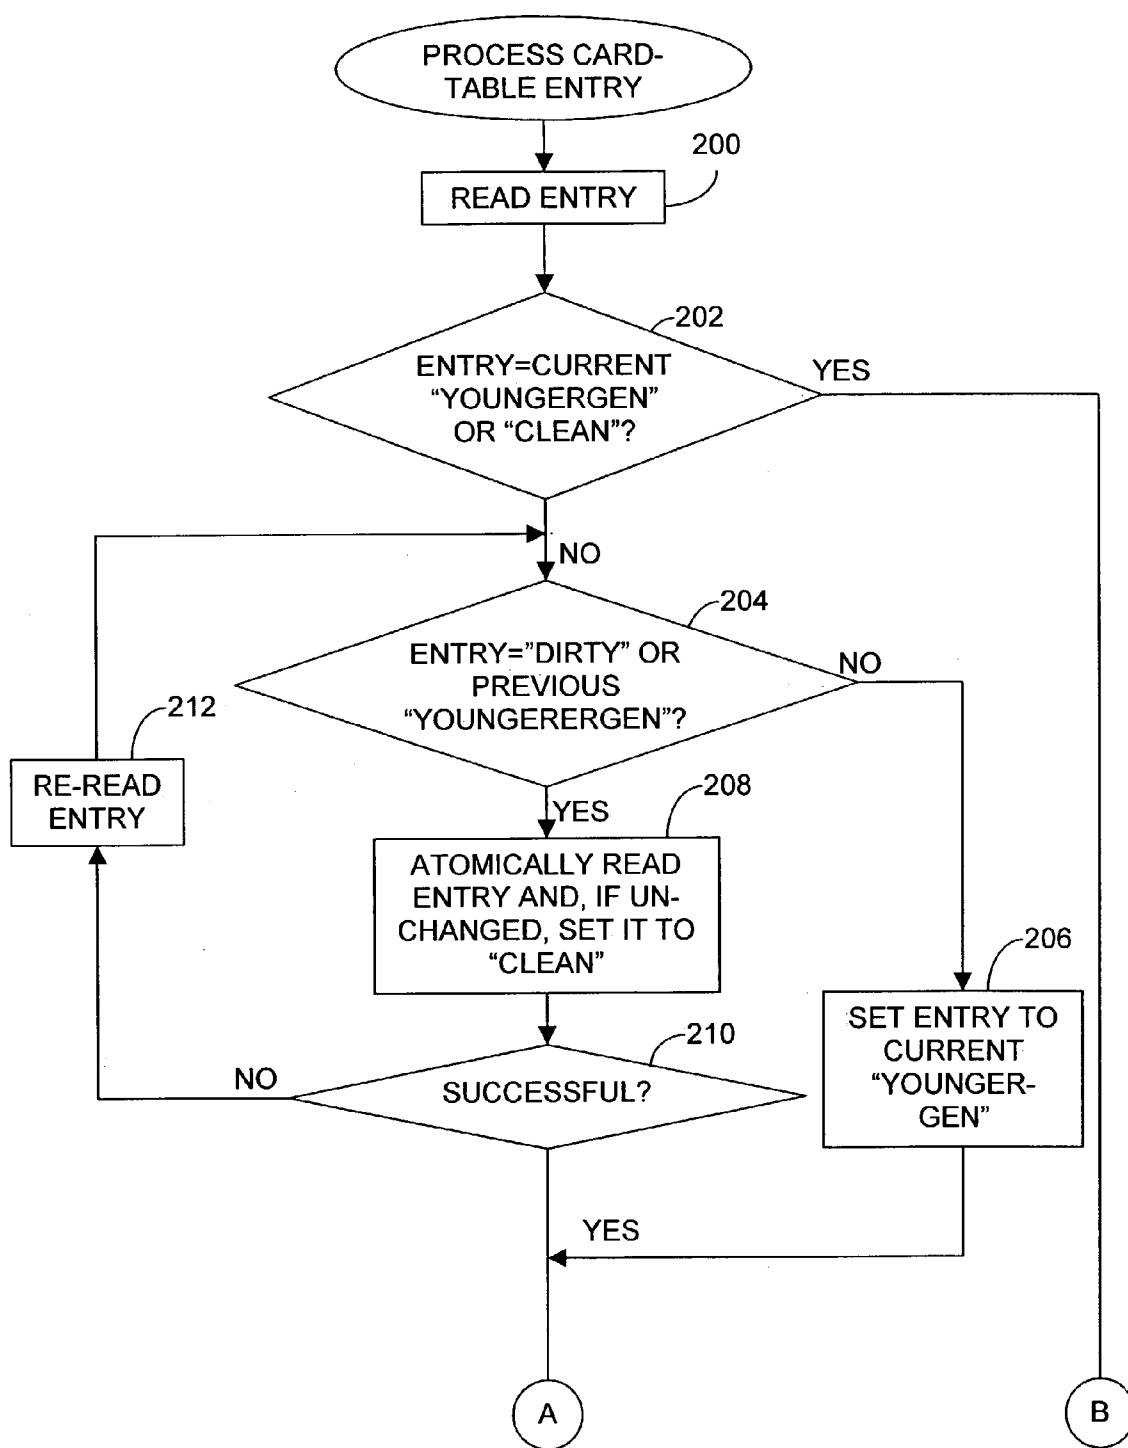 PROCESS CARD-
TABLE ENTRY
200
READ ENTRY
202
ENTRY=CURRENT
“YOUNGERGEN”
OR “CLEAN”?
YES
NO
204
ENTRY=”DIRTY” OR
PREVIOUS
“YOUNGERERGEN”?
NO
212
RE-READ
ENTRY
YES
208
ATOMICALLY READ
ENTRY AND, IF UN-
CHANGED, SET IT TO
“CLEAN”
206
SET ENTRY TO
CURRENT
“YOUNGER-
GEN”
210
SUCCESSFUL?
NO
YES
A
B